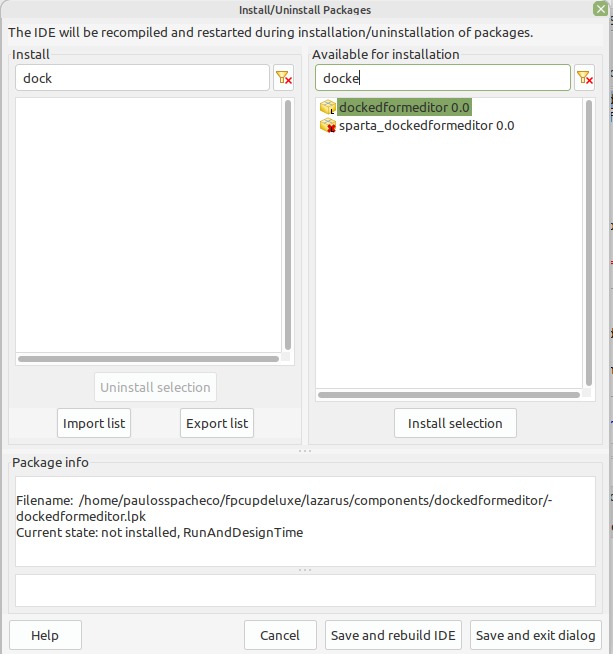 Install/Uninstall Packages
The IDE will be recompiled and restarted during installation/uninstallation of packages.
Install
Available for installation
dock
docke
dockedformeditor 0.0
sparta_dockedformeditor 0.0
Uninstall selection
Import list
Export list
Install selection
Package info
Filename:  /home/paulosspacheco/fpcupdeluxe/lazarus/components/dockedformeditor/-
dockedformeditor.lpk
Current state: not installed, RunAndDesignTime
Help
Cancel
Save and rebuild IDE
Save and exit dialog